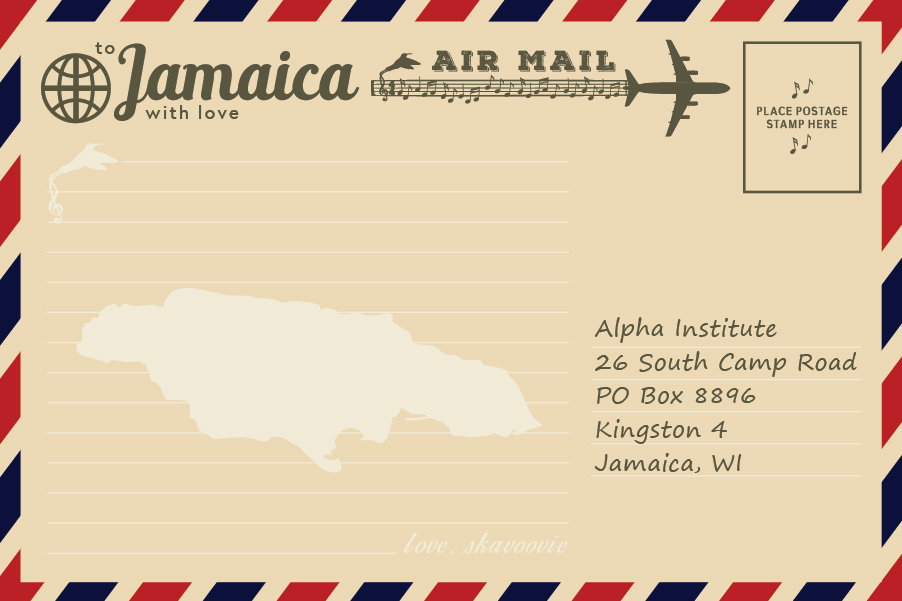 to
Jamaica
with love
AIR MAIL
PLACE POSTAGE
STAMP HERE
Alpha Institute
26 South Camp Road
PO Box 8896
Kingston 4
Jamaica, WI
love, skavoovie